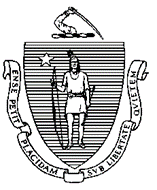 ENSE PETIT
PLACIDAM
SVB LIBERTATE
QVIETEM